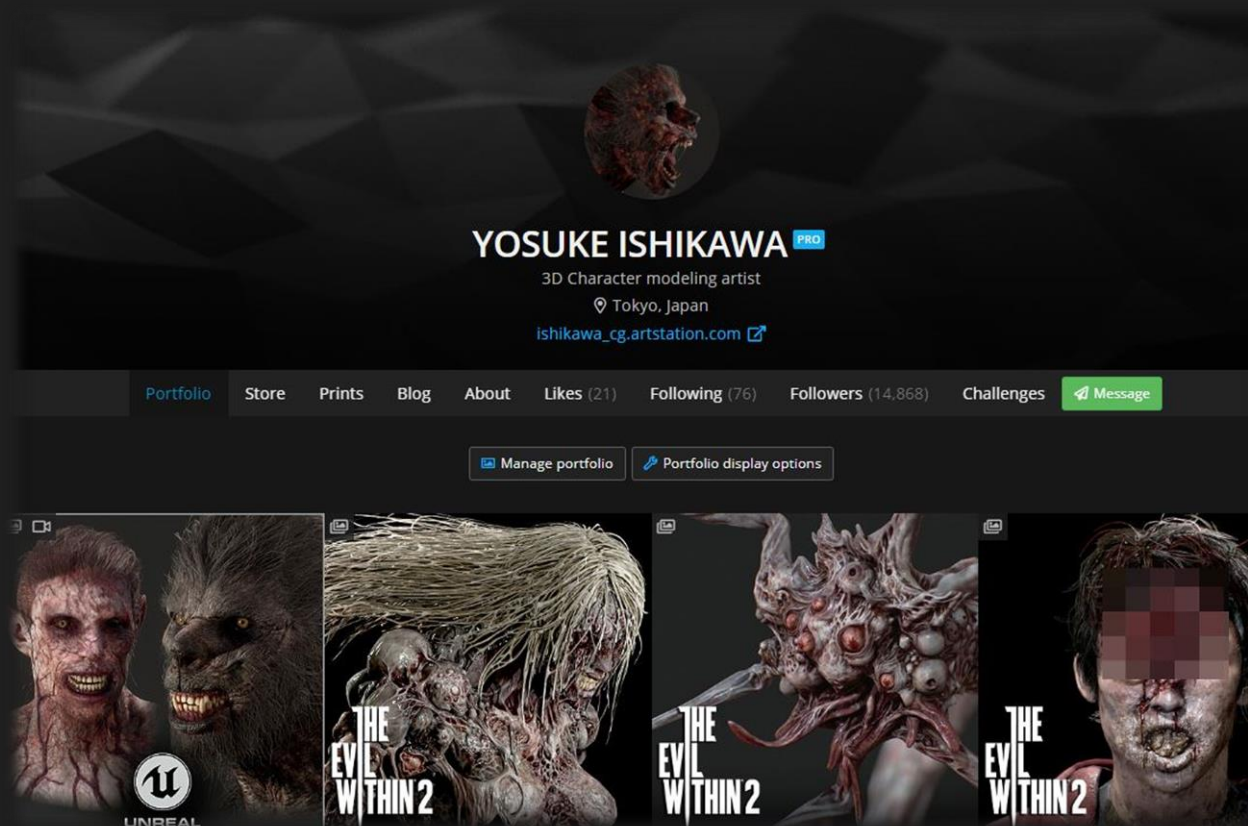 YOSUKE ISHIKAWA PRO
3D Character modeling artist
Tokyo, Japan
ishikawa_cg.artstation.com
Portfolio Store Prints Blog About Likes (21) Following (76) Followers (14,868) Challenges Message
Manage portfolio Portfolio display options
UNREAL
THE
EVIL
WITHIN 2
THE
EVIL
WITHIN 2
THE
EVIL
WITHIN 2